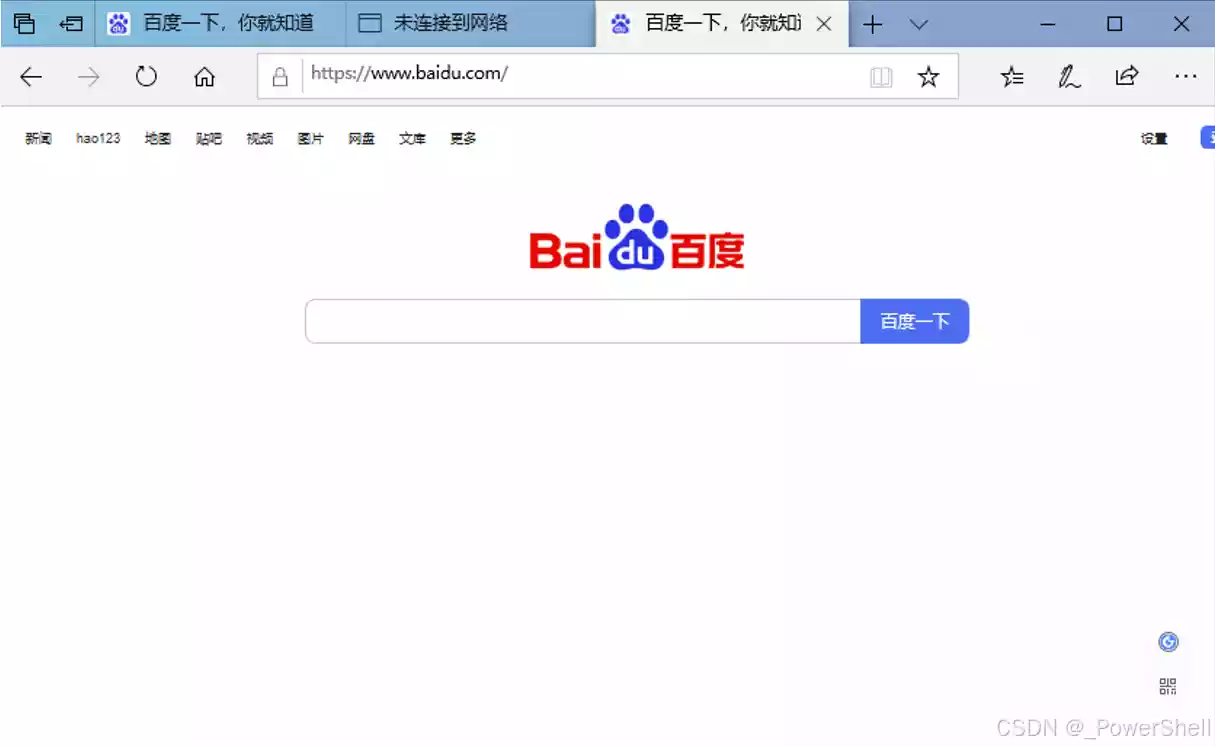 百度一下，你就知道 未连接到网络 百度一下，你就知
https://www.baidu.com/
新闻 hao123 地图 贴吧 视频 图片 网盘 文库 更多 设置
Bai du 百度
百度一下
CSDN @_PowerShell